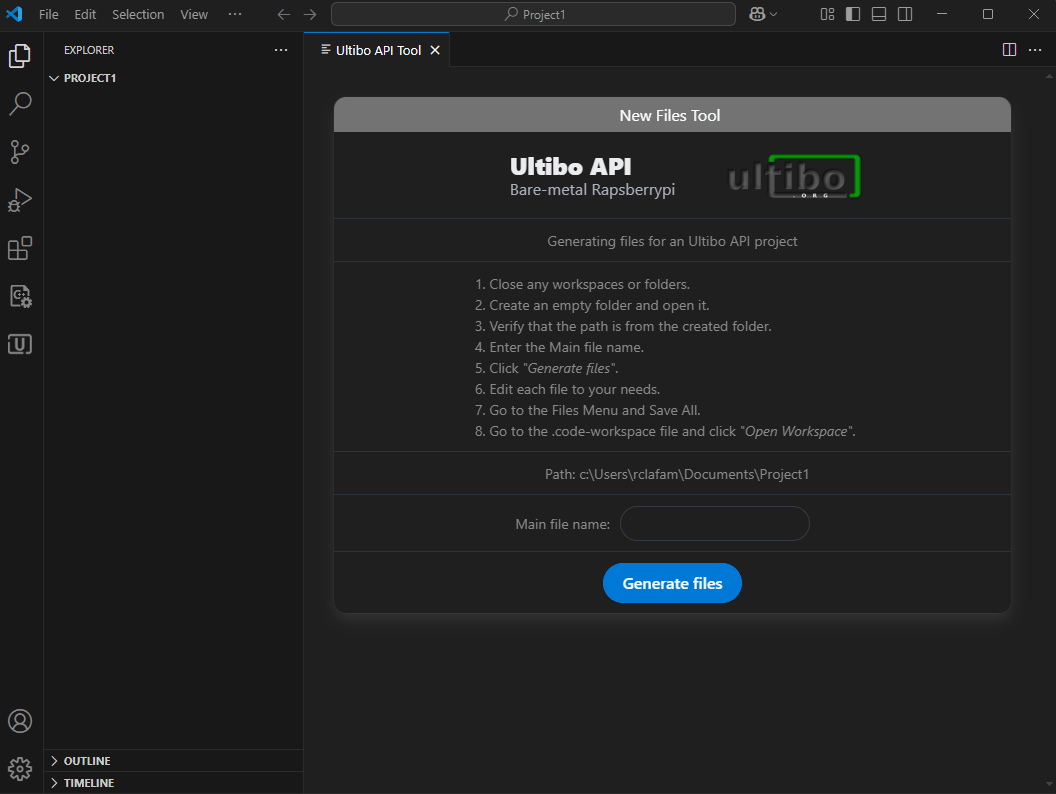 File Edit Selection View ··· Project1
EXPLORER ···
Ultibo API Tool
PROJECT1
New Files Tool
Ultibo API
Bare-metal Rapsberrypi
ultibo
.ORG
Generating files for an Ultibo API project
1. Close any workspaces or folders.
2. Create an empty folder and open it.
3. Verify that the path is from the created folder.
4. Enter the Main file name.
5. Click "Generate files".
6. Edit each file to your needs.
7. Go to the Files Menu and Save All.
8. Go to the .code-workspace file and click "Open Workspace".
Path: c:\Users\rclafam\Documents\Project1
Main file name:
Generate files
U
OUTLINE
TIMELINE